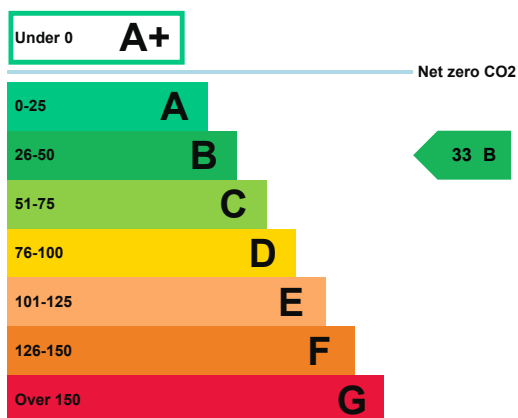 Under 0 A+
Net zero CO2
0-25 A
26-50 B
33 B
51-75 C
76-100 D
101-125 E
126-150 F
Over 150 G